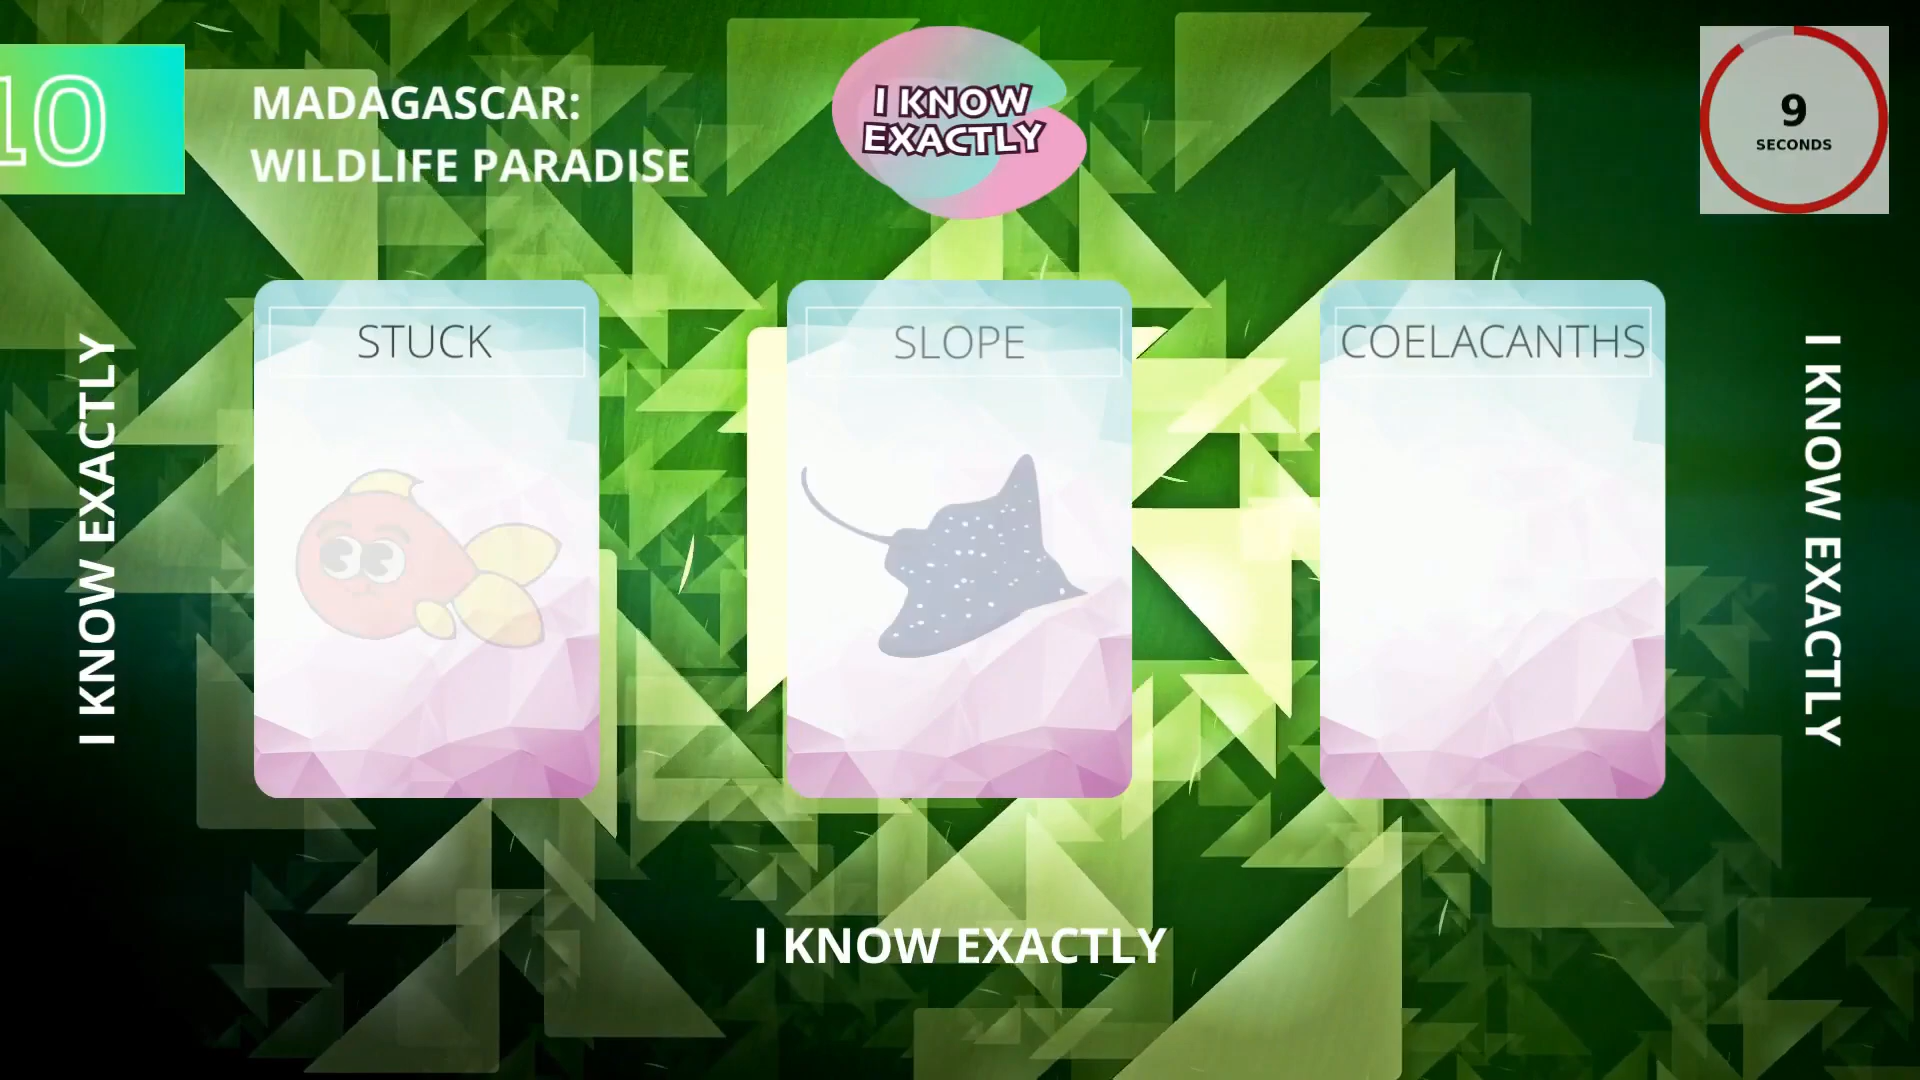 10
MADAGASCAR:
WILDLIFE PARADISE
I KNOW
EXACTLY
9
SECONDS
STUCK
SLOPE
COELACANTHS
I KNOW EXACTLY
I KNOW EXACTLY
I KNOW EXACTLY